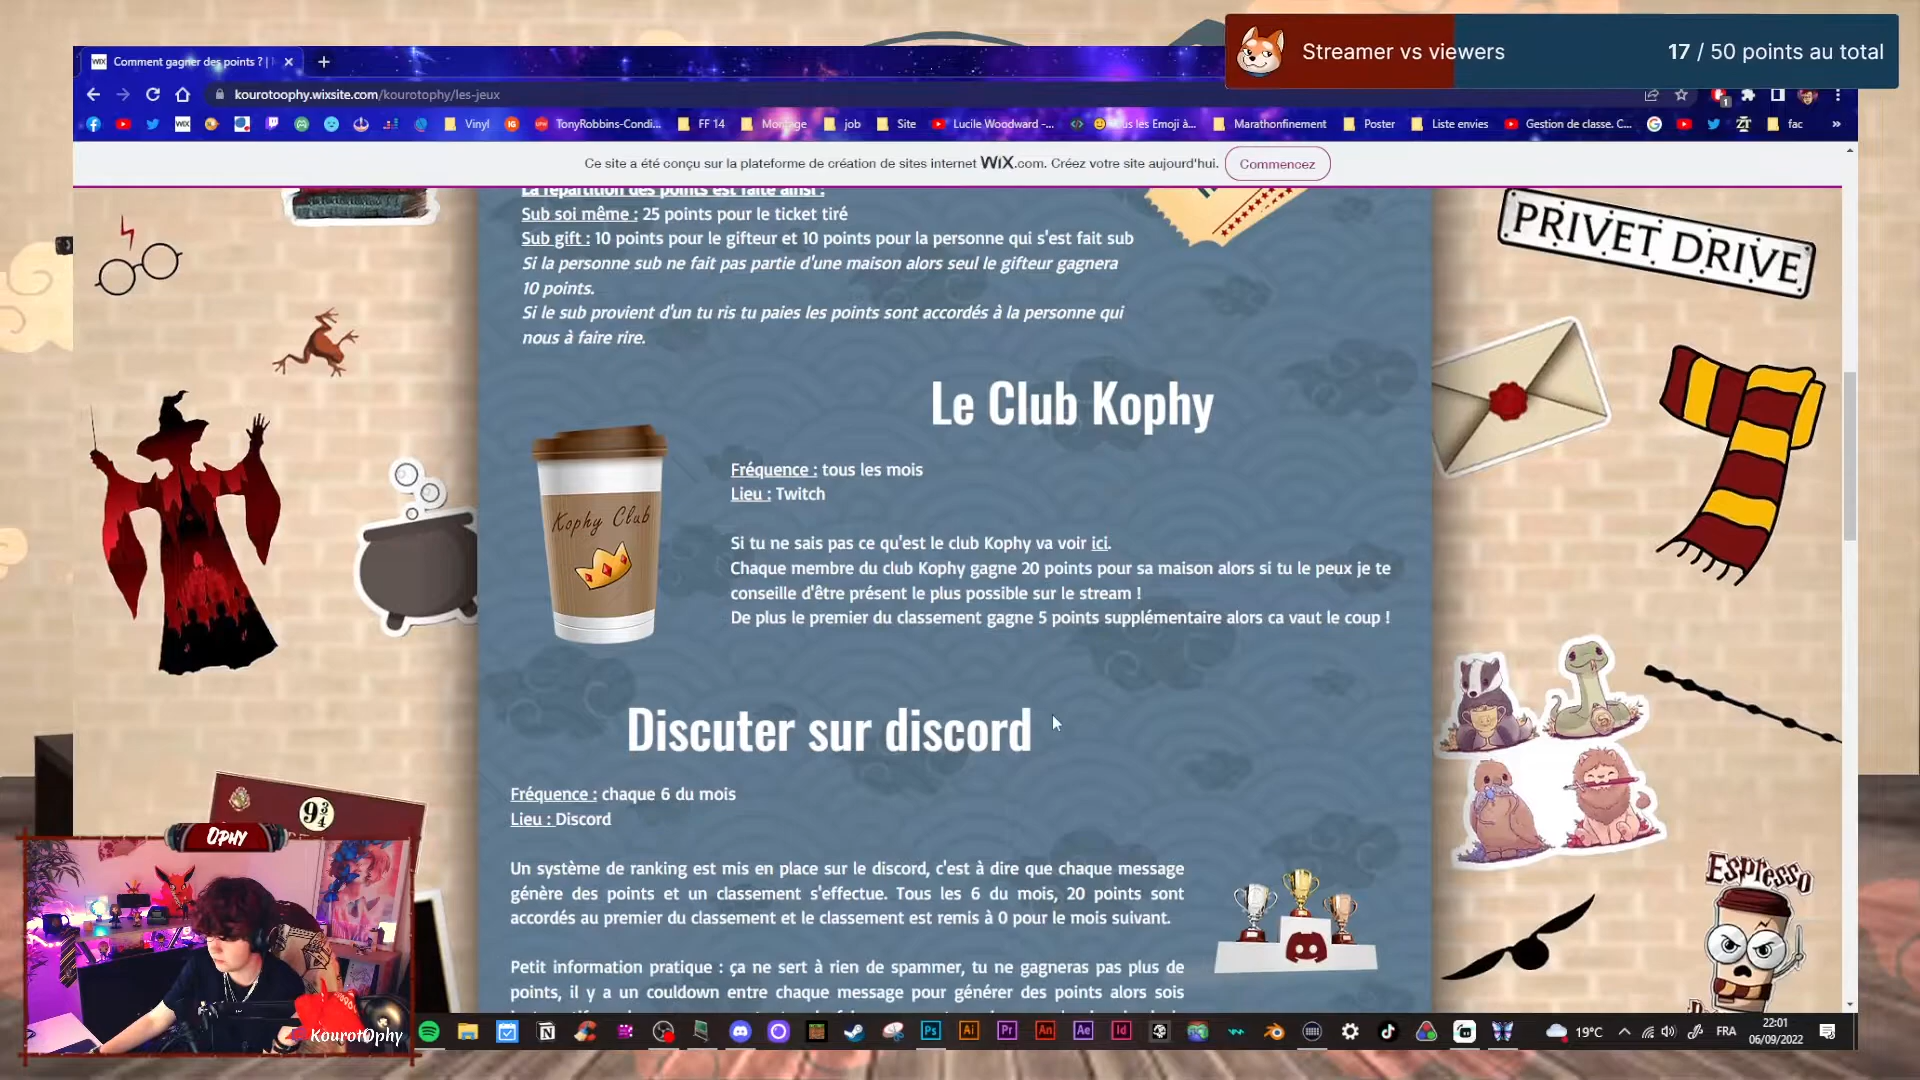 Streamer vs viewers
17 / 50 points au total
Comment gagner des points ? |
kourotoophy.wixsite.com/kourotophy/les-jeux
Vinyl
TonyRobbins-Condi...
FF 14
Montage
job
Site
Lucile Woodward -...
Marathonfinement
Poster
Liste envies
Gestion de classe. C...
fac
»
Ce site a été conçu sur la plateforme de création de sites internet WiX.com. Créez votre site aujourd'hui.
Commencez
La répartition des points est faite ainsi :
Sub soi même : 25 points pour le ticket tiré
Sub gift : 10 points pour le gifteur et 10 points pour la personne qui s'est fait sub
Si la personne sub ne fait pas partie d'une maison alors seul le gifteur gagnera
10 points.
Si le sub provient d'un tu ris tu paies les points sont accordés à la personne qui
nous à faire rire.
PRIVET DRIVE
Le Club Kophy
Kophy Club
Fréquence : tous les mois
Lieu : Twitch
Si tu ne sais pas ce qu'est le club Kophy va voir ici.
Chaque membre du club Kophy gagne 20 points pour sa maison alors si tu le peux je te
conseille d'être présent le plus possible sur le stream !
De plus le premier du classement gagne 5 points supplémentaire alors ca vaut le coup !
Discuter sur discord
Fréquence : chaque 6 du mois
Lieu : Discord
Un système de ranking est mis en place sur le discord, c'est à dire que chaque message
génère des points et un classement s'effectue. Tous les 6 du mois, 20 points sont
accordés au premier du classement et le classement est remis à 0 pour le mois suivant.
Petit information pratique : ça ne sert à rien de spammer, tu ne gagneras pas plus de
points, il y a un couldown entre chaque message pour générer des points alors sois
9 3/4
Espresso
OPHY
KourotOphy
19°C
FRA
22:01
06/09/2022